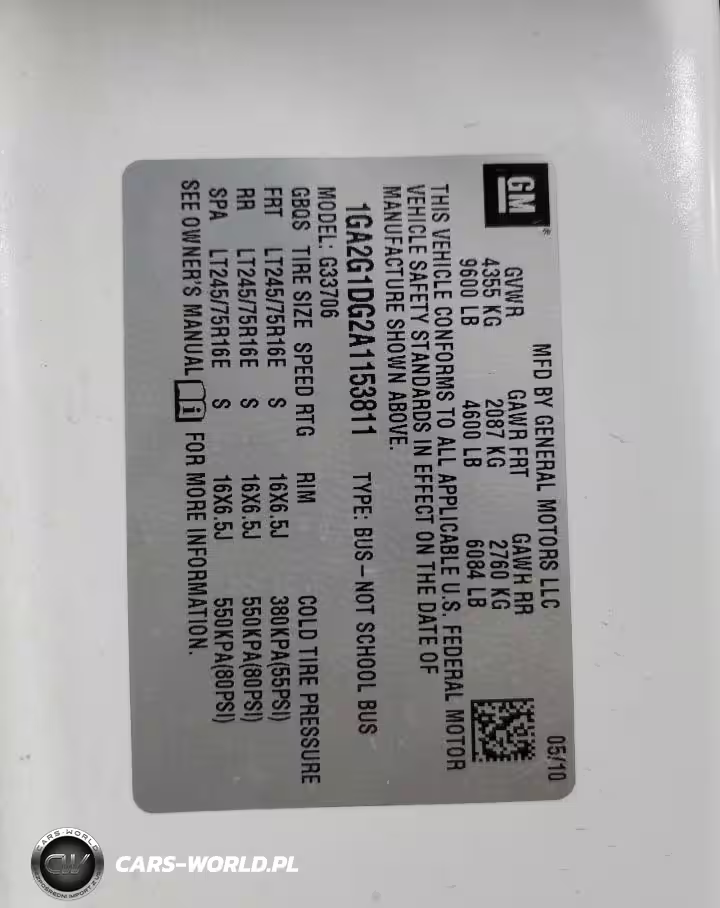 MFD BY GENERAL MOTORS LLC 05/10
GM
GVWR GAWR FRT GAWR RR
4355 KG 2087 KG 2760 KG
9600 LB 4600 LB 6084 LB
THIS VEHICLE CONFORMS TO ALL APPLICABLE U.S. FEDERAL MOTOR
VEHICLE SAFETY STANDARDS IN EFFECT ON THE DATE OF
MANUFACTURE SHOWN ABOVE.
1GA2G1DG2A1153811 TYPE: BUS-NOT SCHOOL BUS
MODEL: G33706
GBQS TIRE SIZE SPEED RTG RIM COLD TIRE PRESSURE
FRT LT245/75R16E S 16X6.5J 380KPA(55PSI)
RR LT245/75R16E S 16X6.5J 550KPA(80PSI)
SPA LT245/75R16E S 16X6.5J 550KPA(80PSI)
SEE OWNER'S MANUAL FOR MORE INFORMATION.
CARS-WORLD
CW
CARS-WORLD.PL